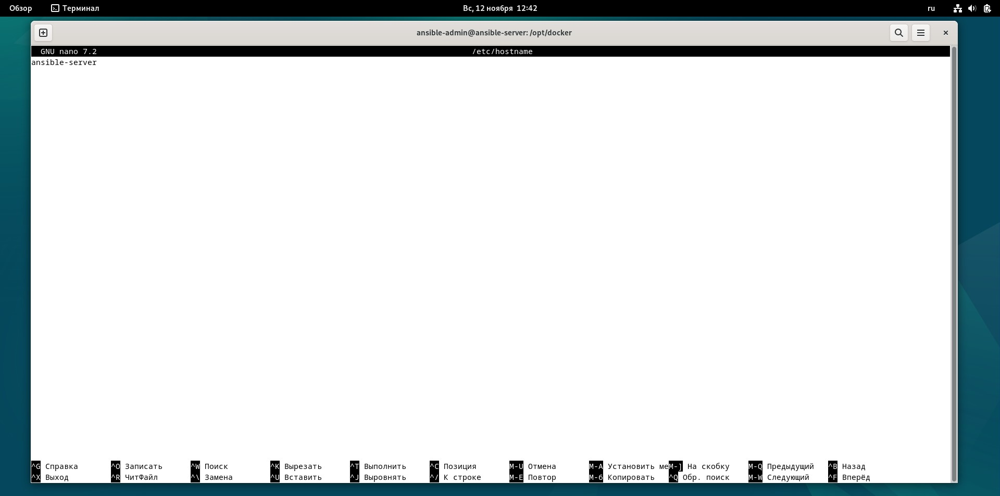 Обзор Терминал Вс, 12 ноября 12:42 ru
ansible-admin@ansible-server: /opt/docker
GNU nano 7.2 /etc/hostname
ansible-server
^G Справка ^O Записать ^W Поиск ^K Вырезать ^T Выполнить ^C Позиция M-U Отмена M-A Установить ме M-] На скобку M-Q Предыдущий ^B Назад
^X Выход ^R ЧитФайл ^\ Замена ^U Вставить ^J Выровнять ^/ К строке M-E Повтор M-6 Копировать ^Q Обр. поиск M-W Следующий ^F Вперёд